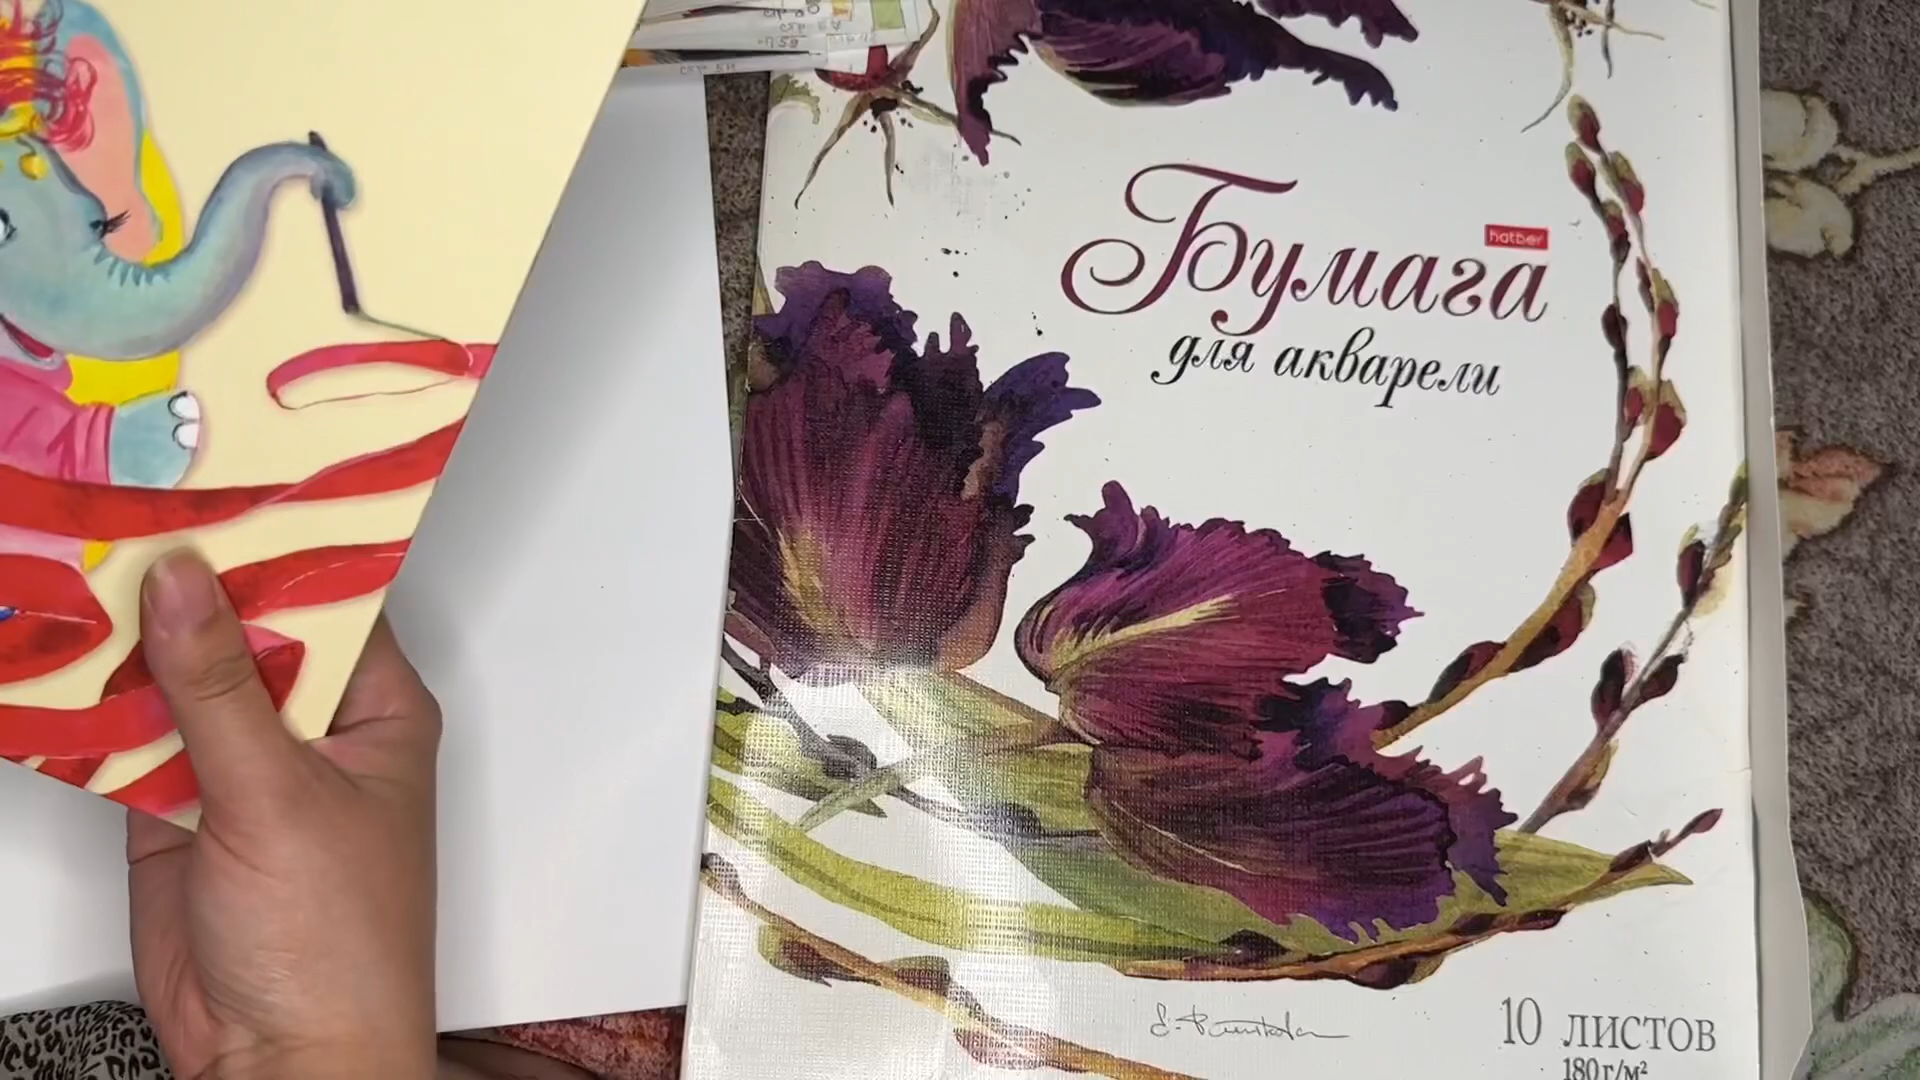 hatber
Бумага
для акварели
10 листов
180 г/м²